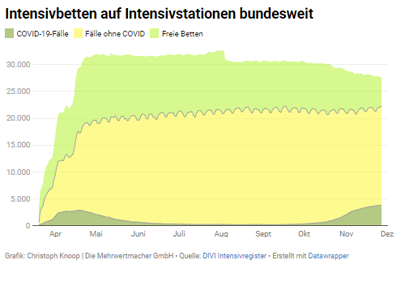 Intensivbetten auf Intensivstationen bundesweit
COVID-19-Fälle Fälle ohne COVID Freie Betten
30.000
25.000
20.000
15.000
10.000
5.000
0
Apr Mai Juni Juli Aug Sept Okt Nov Dez
Grafik: Christoph Knoop | Die Mehrwertmacher GmbH • Quelle: DIVI Intensivregister • Erstellt mit Datawrapper